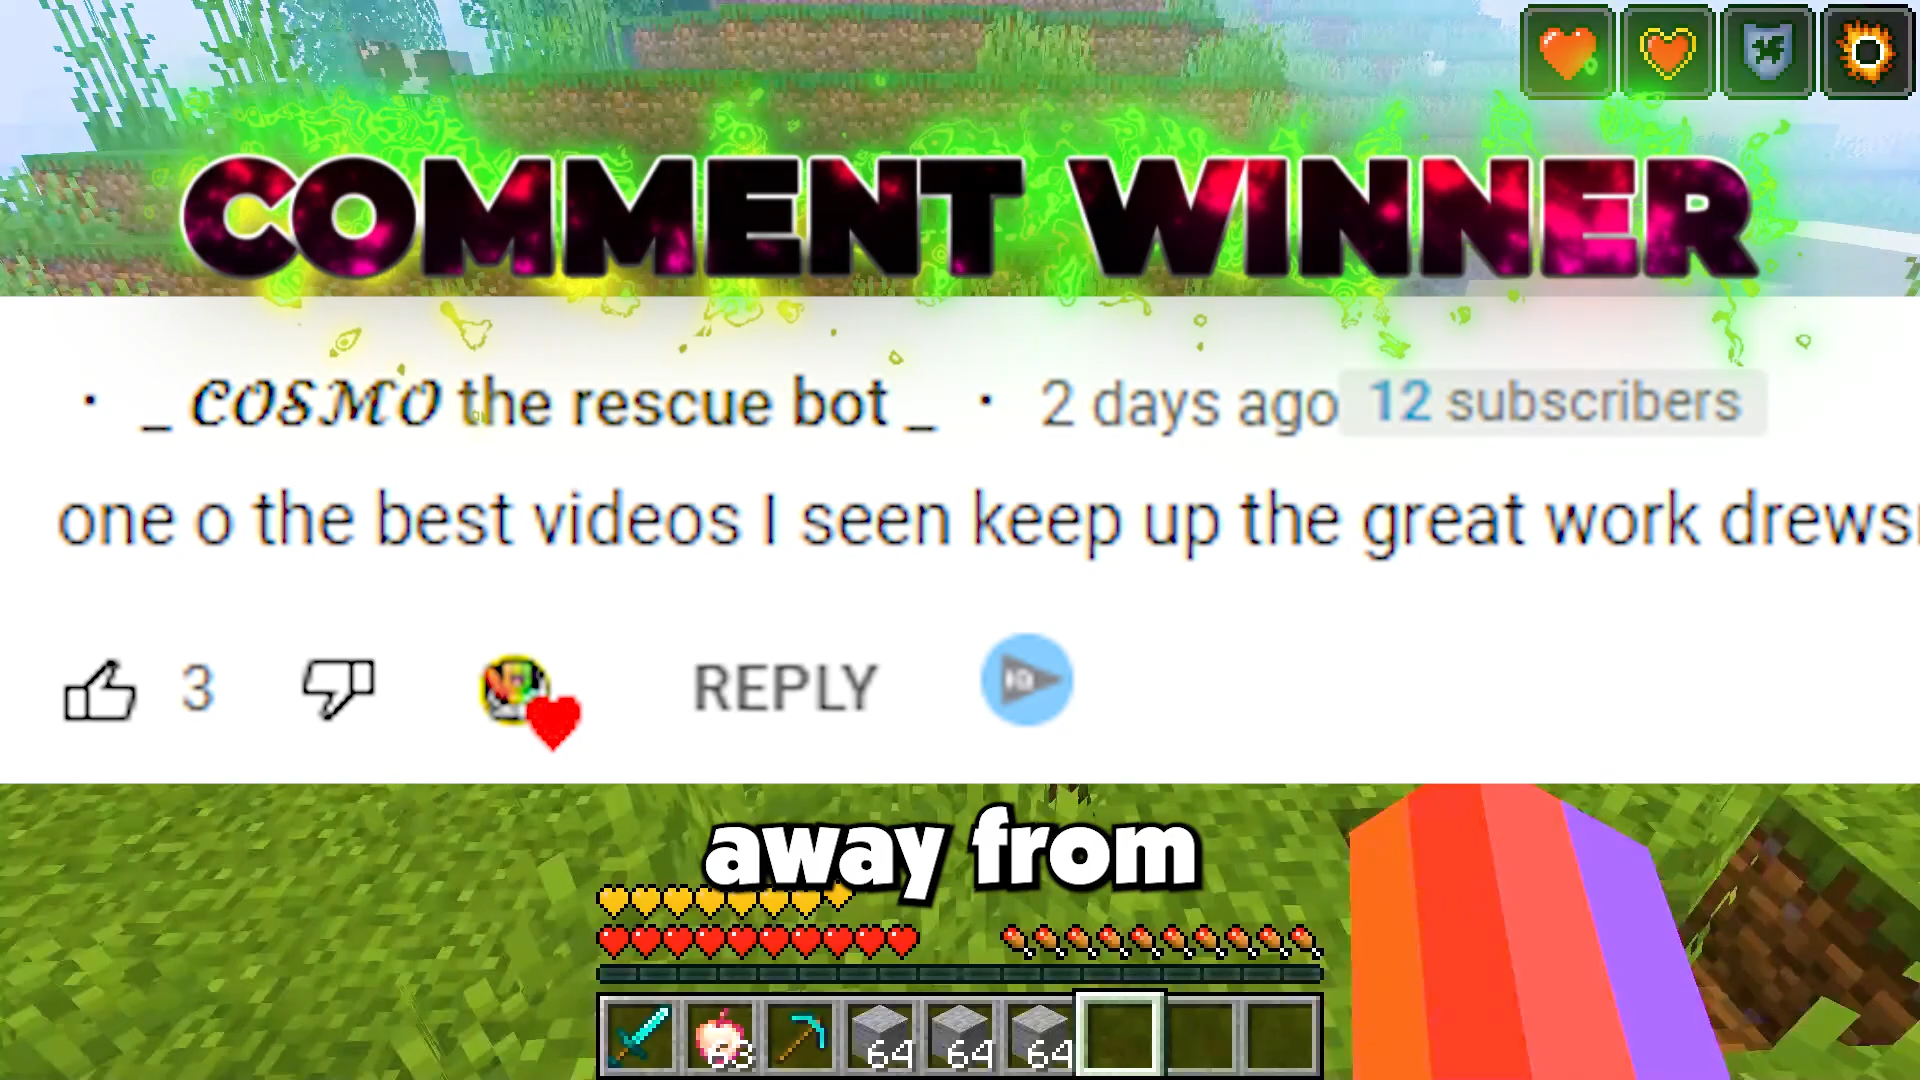 COMMENT WINNER
· _ 𝓒𝓞𝓢𝓜𝓞 the rescue bot _ · 2 days ago 12 subscribers
one o the best videos I seen keep up the great work drews
3 REPLY
away from
63 64 64 64